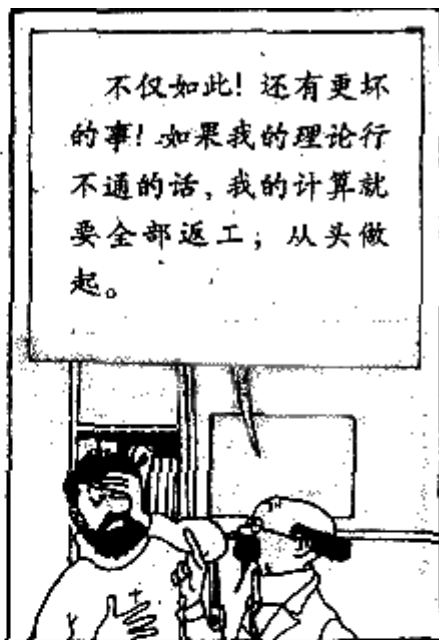 不仅如此！还有更坏
的事！如果我的理论行
不通的话，我的计算就
要全部返工；从头做
起。